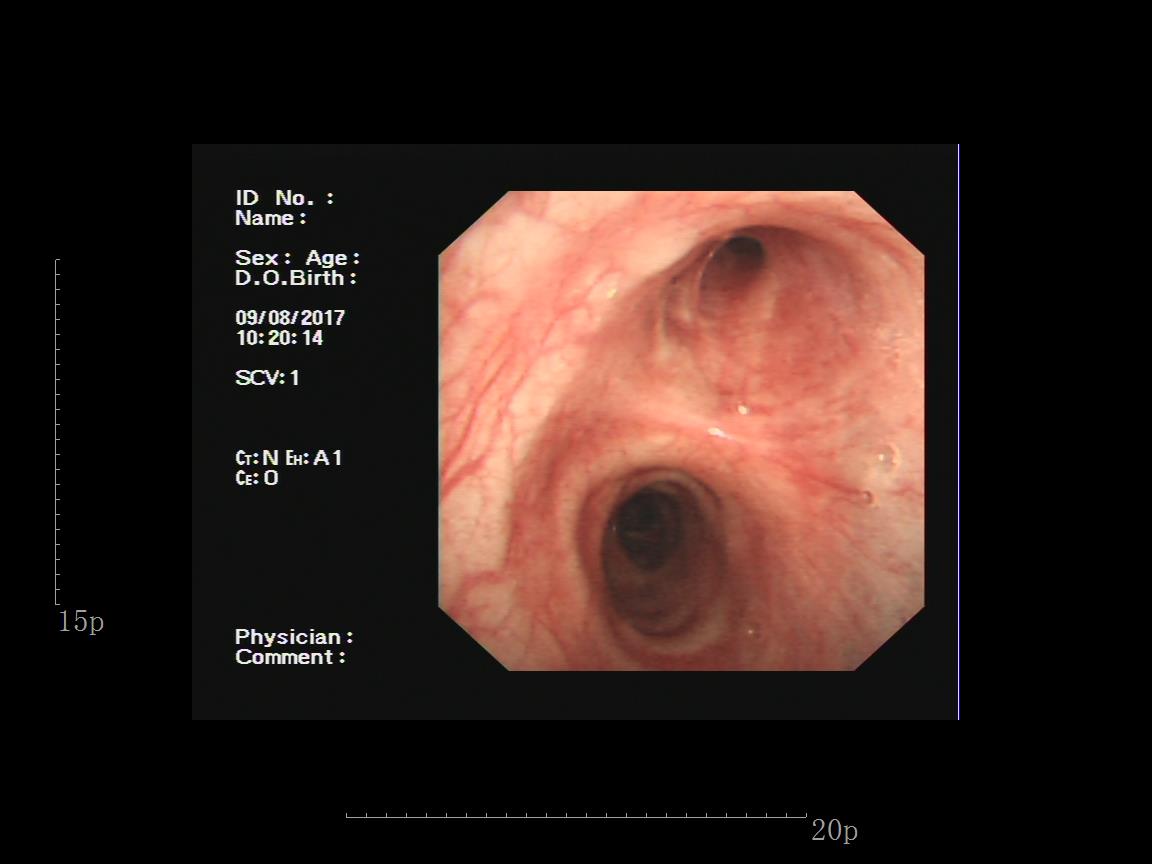 ID No. :
Name:
Sex: Age:
D.O.Birth:
09/08/2017
10:20:14
SCV:1
CT:N EH:A1
CE:0
Physician:
Comment:
15p
20p